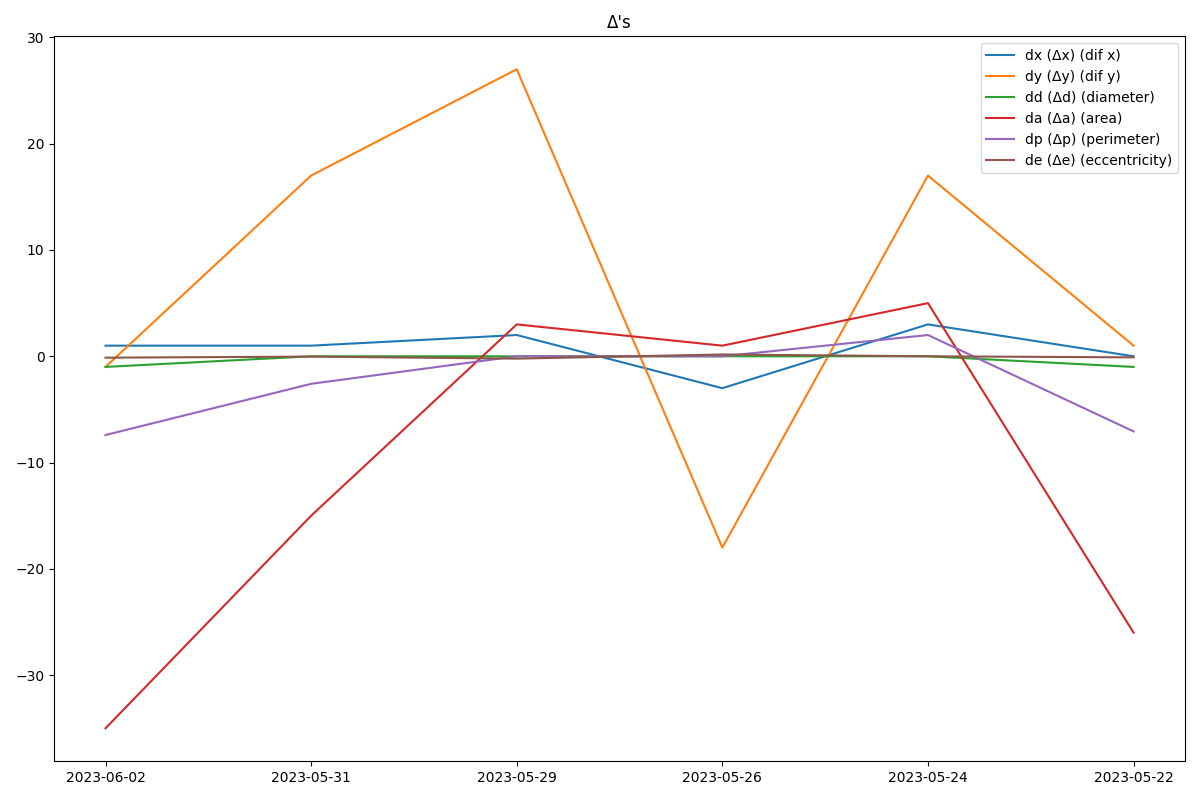 Δ's
30
20
10
0
−10
−20
−30
dx (Δx) (dif x)
dy (Δy) (dif y)
dd (Δd) (diameter)
da (Δa) (area)
dp (Δp) (perimeter)
de (Δe) (eccentricity)
2023-06-02 2023-05-31 2023-05-29 2023-05-26 2023-05-24 2023-05-22